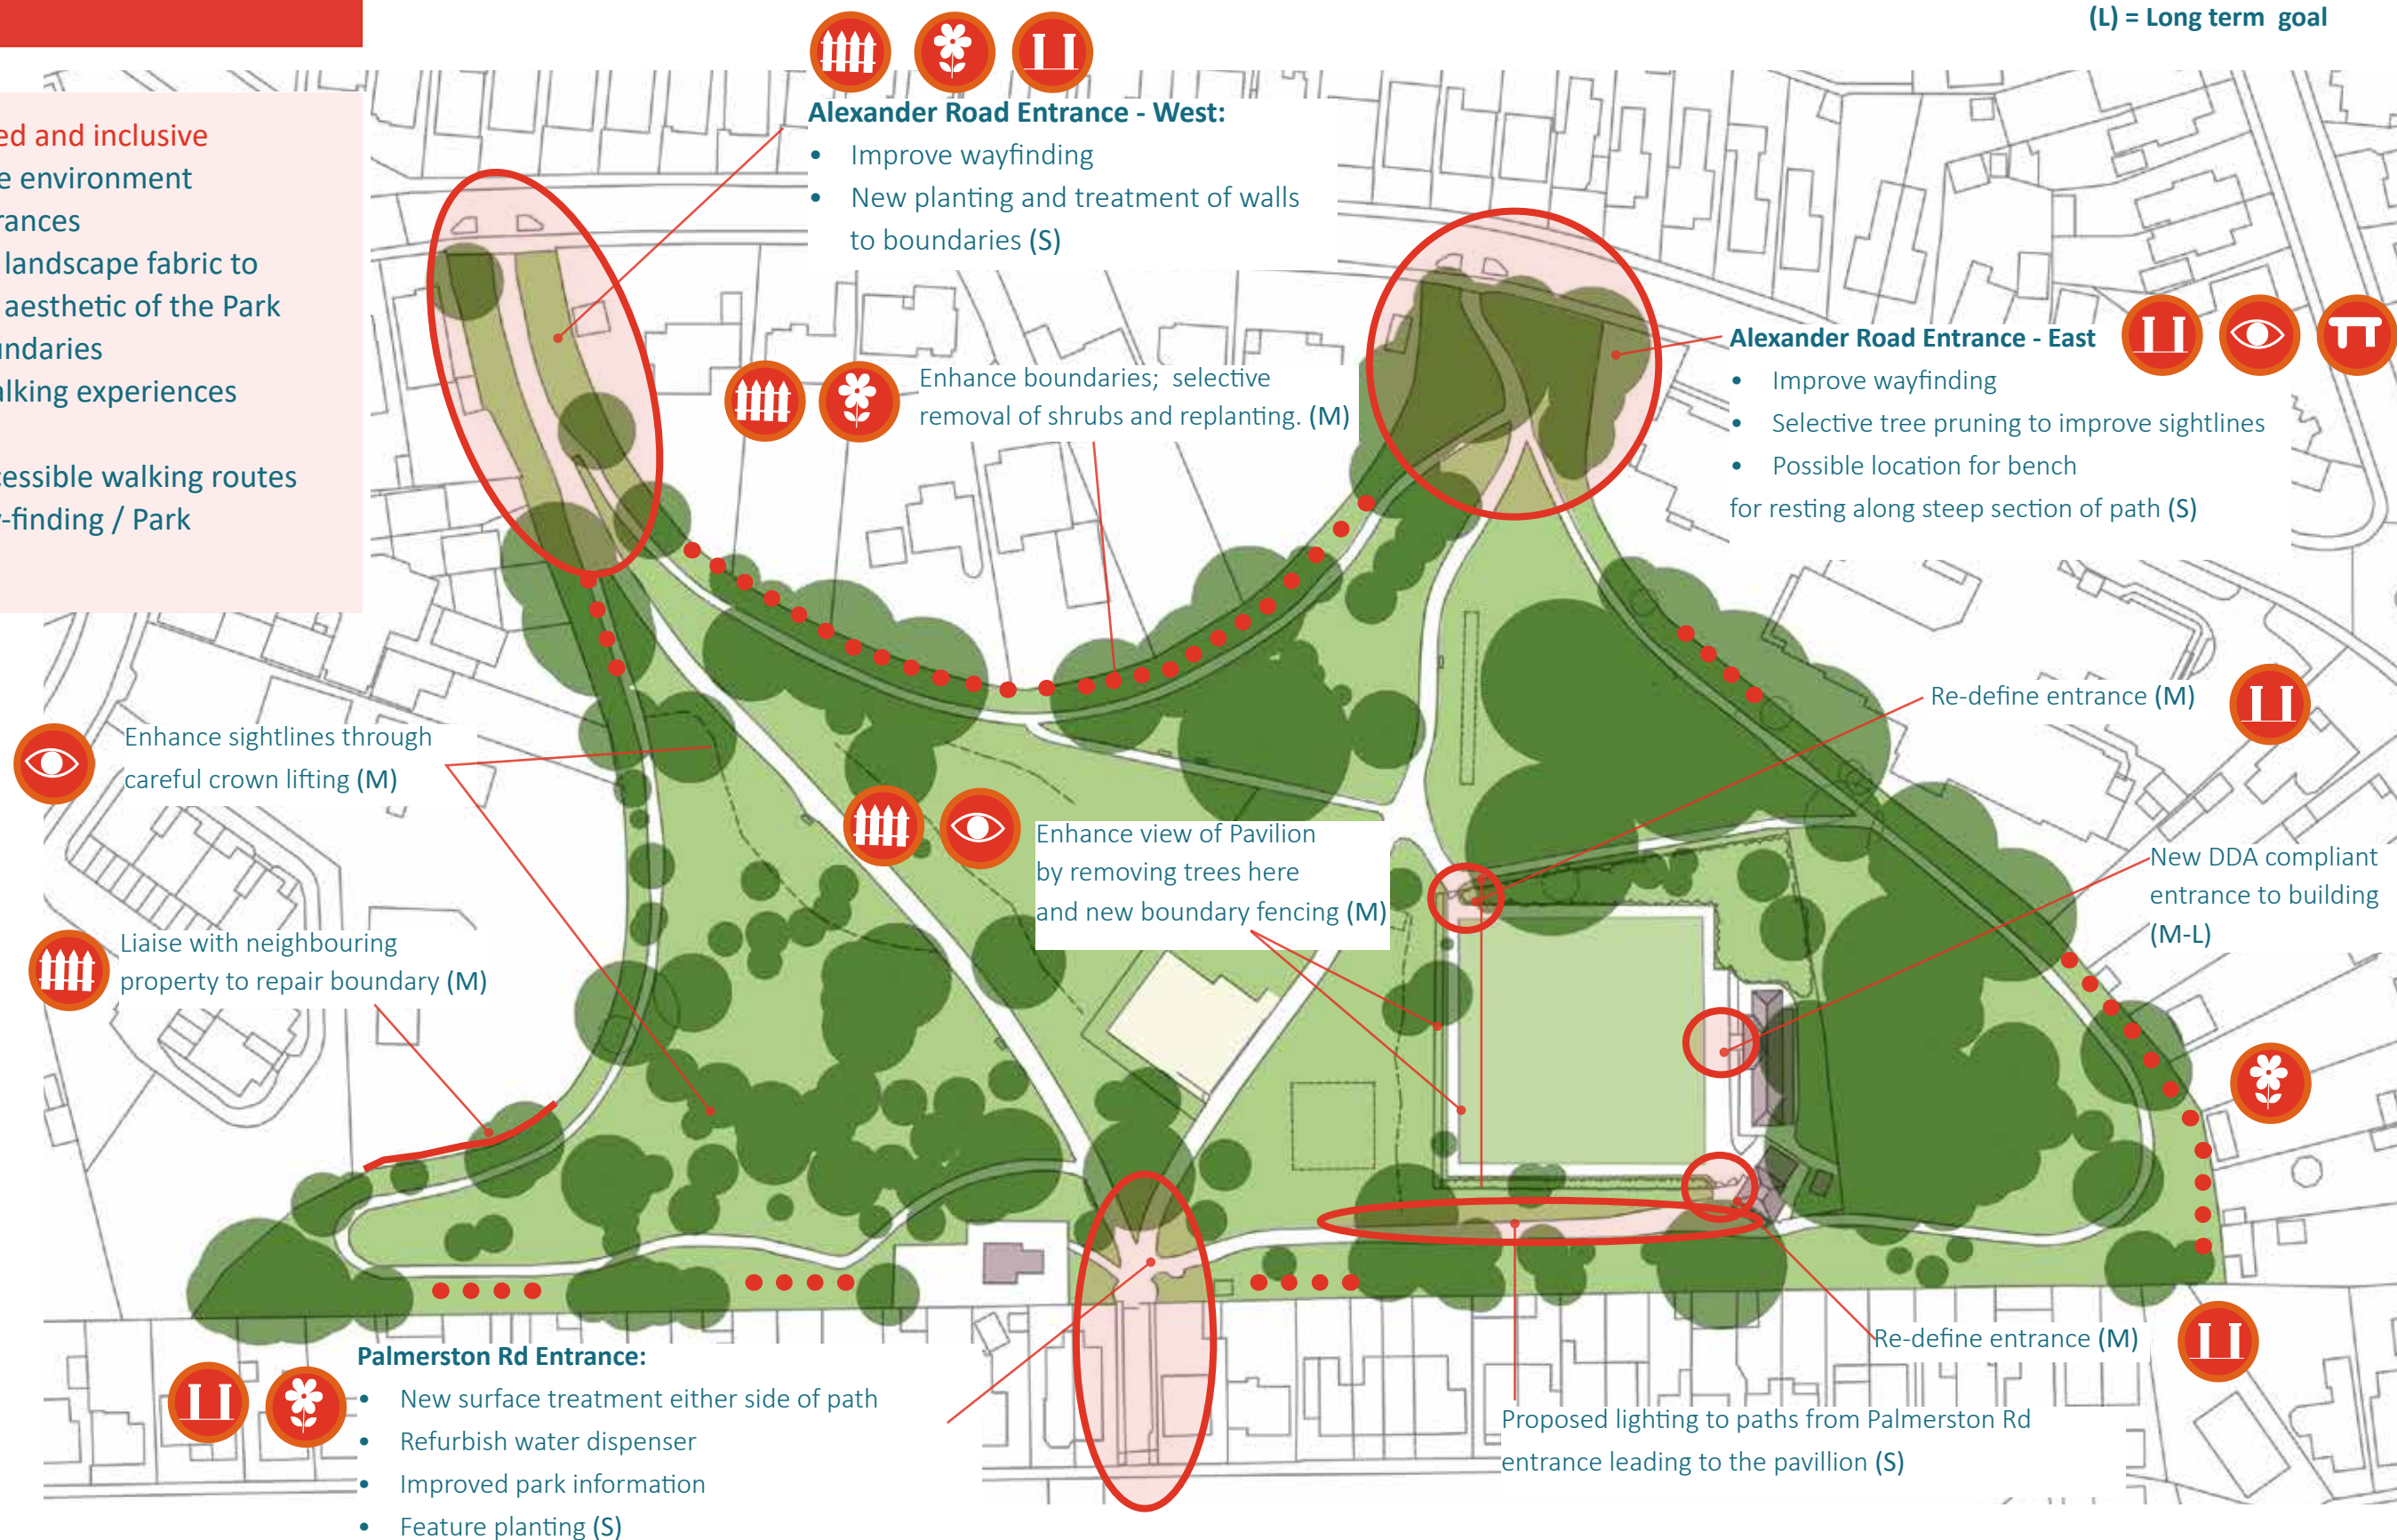 (L) = Long term goal
ed and inclusive
e environment
rances
landscape fabric to
aesthetic of the Park
undaries
alking experiences
cessible walking routes
y-finding / Park
Alexander Road Entrance - West:
• Improve wayfinding
• New planting and treatment of walls
to boundaries (S)
Enhance boundaries; selective
removal of shrubs and replanting. (M)
Alexander Road Entrance - East
• Improve wayfinding
• Selective tree pruning to improve sightlines
• Possible location for bench
for resting along steep section of path (S)
Re-define entrance (M)
Enhance sightlines through
careful crown lifting (M)
Enhance view of Pavilion
by removing trees here
and new boundary fencing (M)
New DDA compliant
entrance to building
(M-L)
Liaise with neighbouring
property to repair boundary (M)
Re-define entrance (M)
Palmerston Rd Entrance:
• New surface treatment either side of path
• Refurbish water dispenser
• Improved park information
• Feature planting (S)
Proposed lighting to paths from Palmerston Rd
entrance leading to the pavillion (S)